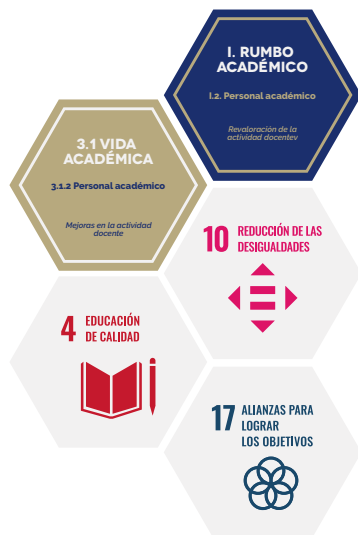 I. RUMBO
ACADÉMICO
I.2. Personal académico
Revaloración de la
actividad docentev
3.1 VIDA
ACADÉMICA
3.1.2 Personal académico
Mejoras en la actividad
docente
10 REDUCCIÓN DE LAS
DESIGUALDADES
4 EDUCACIÓN
DE CALIDAD
17 ALIANZAS PARA
LOGRAR
LOS OBJETIVOS